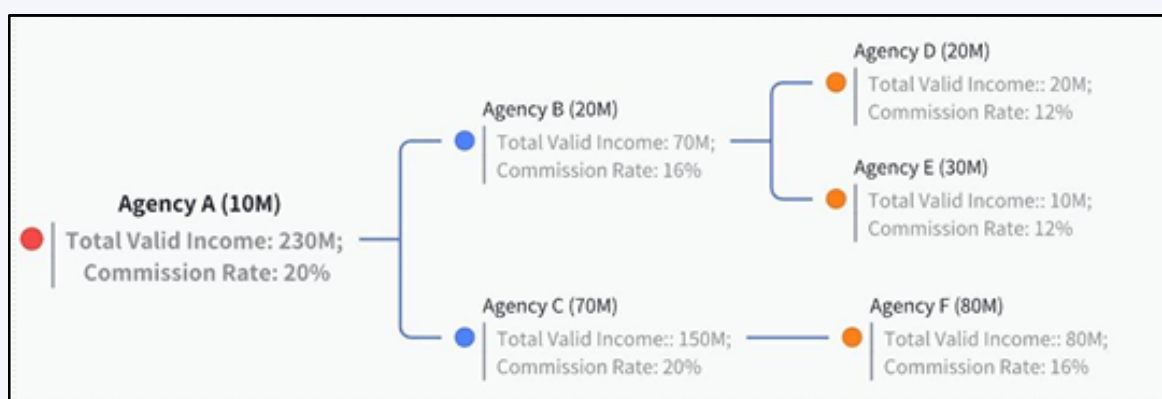 Agency A (10M)
Total Valid Income: 230M;
Commission Rate: 20%
Agency B (20M)
Total Valid Income: 70M;
Commission Rate: 16%
Agency D (20M)
Total Valid Income:: 20M;
Commission Rate: 12%
Agency E (30M)
Total Valid Income:: 10M;
Commission Rate: 12%
Agency C (70M)
Total Valid Income:: 150M;
Commission Rate: 20%
Agency F (80M)
Total Valid Income:: 80M;
Commission Rate: 16%